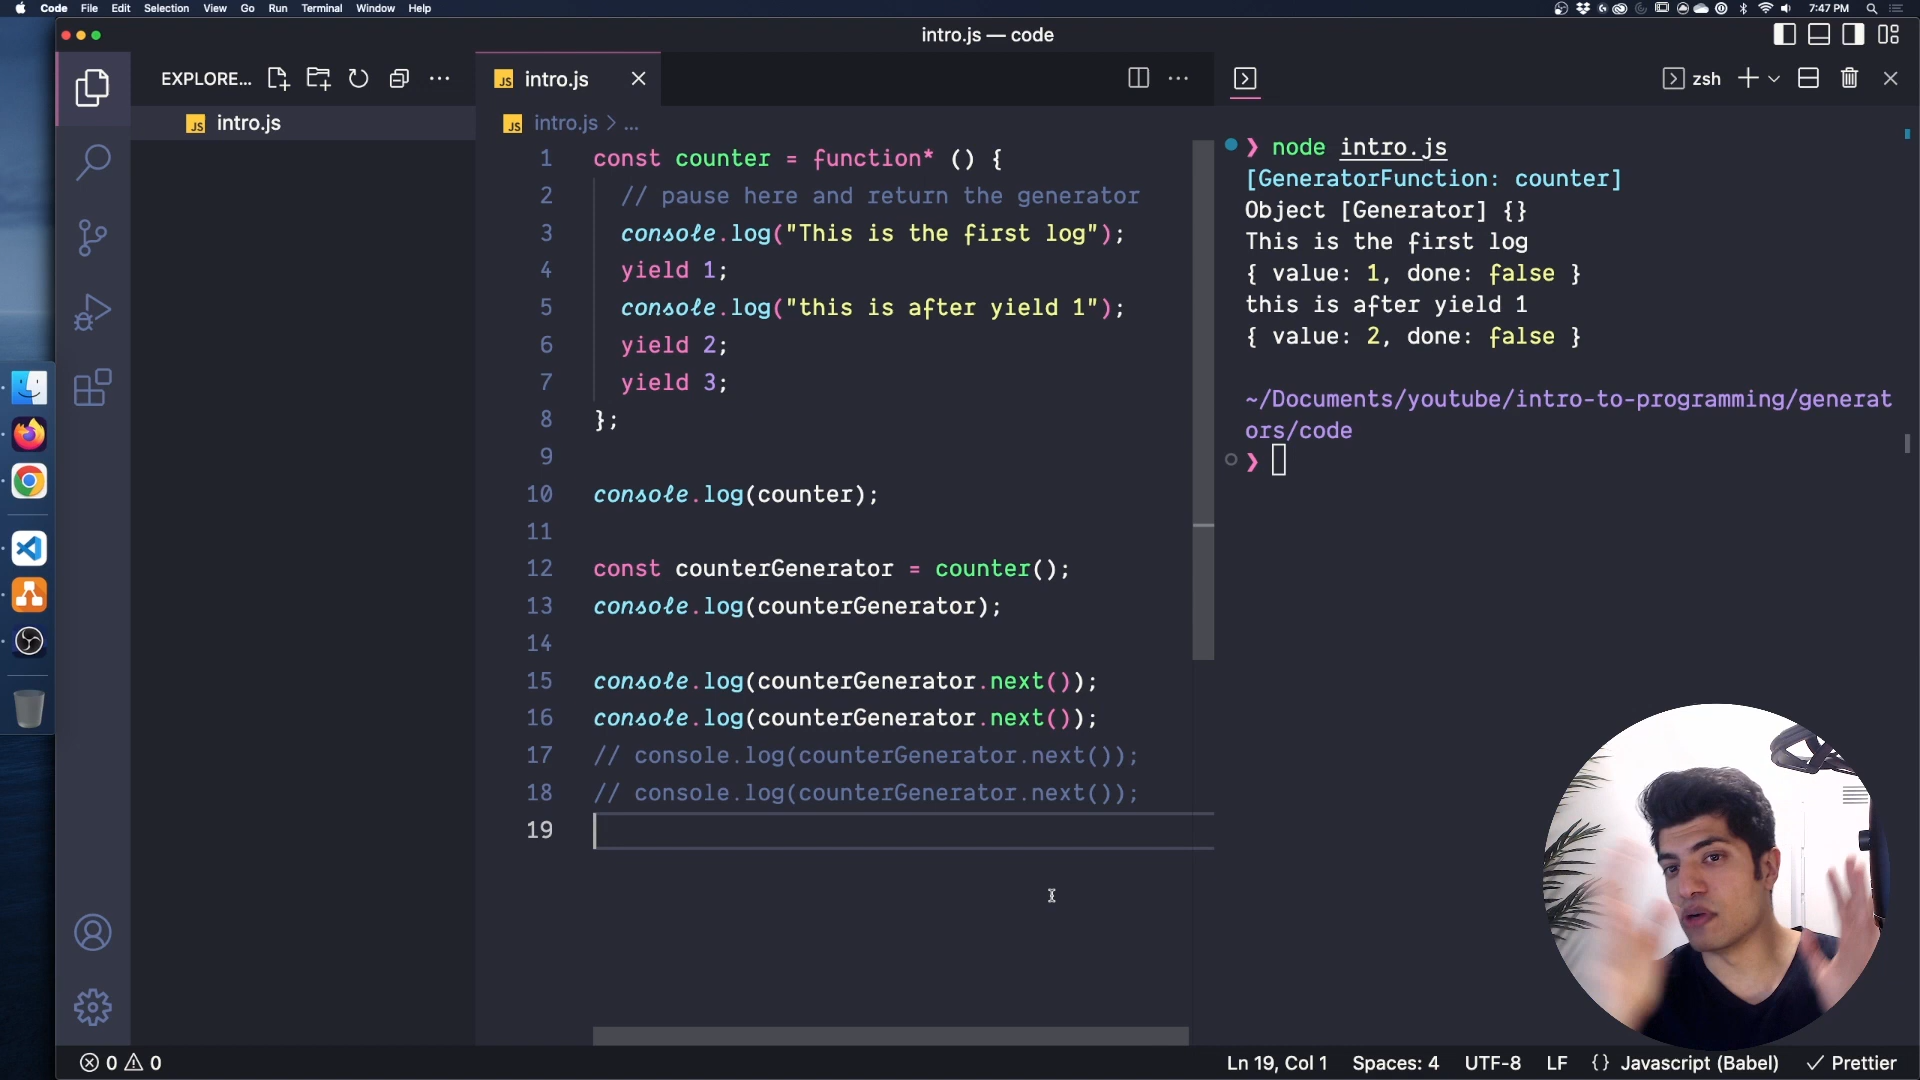 Code File Edit Selection View Go Run Terminal Window Help 7:47 PM
intro.js — code
EXPLORE...
intro.js
intro.js
intro.js > ...
1 const counter = function* () {
2 // pause here and return the generator
3 console.log("This is the first log");
4 yield 1;
5 console.log("this is after yield 1");
6 yield 2;
7 yield 3;
8 };
9
10 console.log(counter);
11
12 const counterGenerator = counter();
13 console.log(counterGenerator);
14
15 console.log(counterGenerator.next());
16 console.log(counterGenerator.next());
17 // console.log(counterGenerator.next());
18 // console.log(counterGenerator.next());
19
zsh
❯ node intro.js
[GeneratorFunction: counter]
Object [Generator] {}
This is the first log
{ value: 1, done: false }
this is after yield 1
{ value: 2, done: false }
~/Documents/youtube/intro-to-programming/generat
ors/code
❯
0 0 Ln 19, Col 1 Spaces: 4 UTF-8 LF {} Javascript (Babel) ✓ Prettier